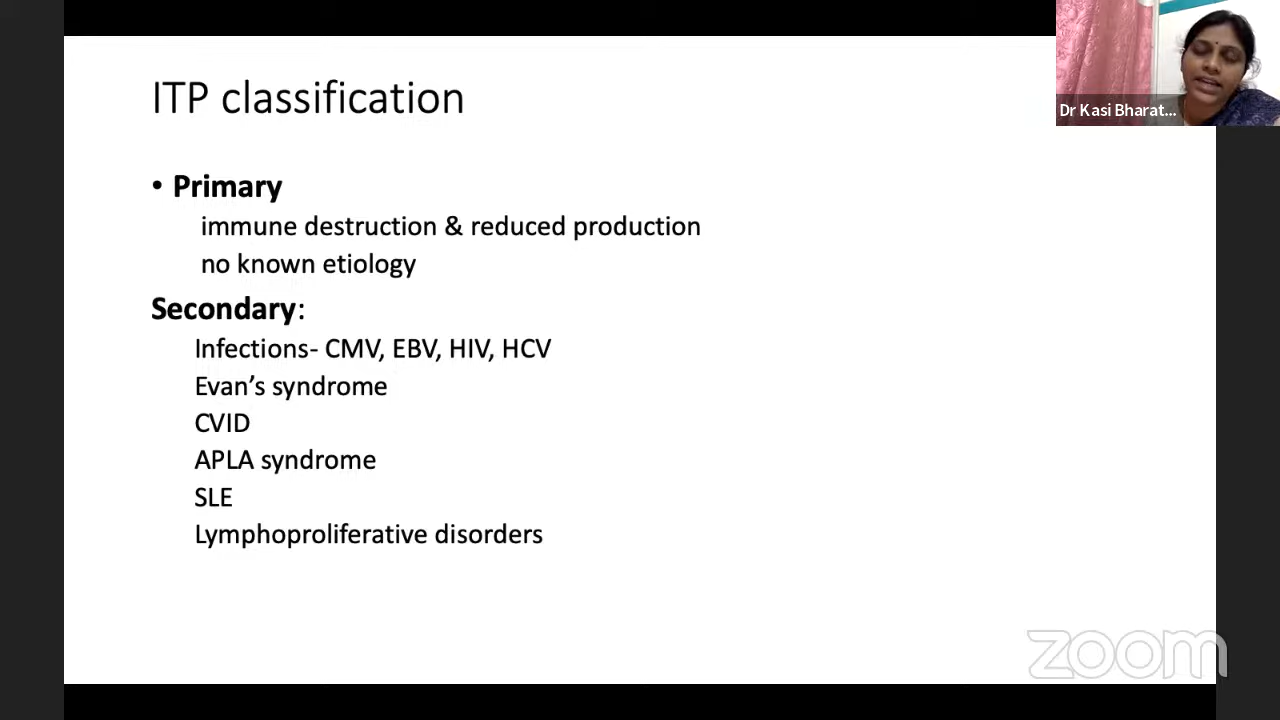 ITP classification
Dr Kasi Bharat...
• Primary
immune destruction & reduced production
no known etiology
Secondary:
Infections- CMV, EBV, HIV, HCV
Evan’s syndrome
CVID
APLA syndrome
SLE
Lymphoproliferative disorders
zoom